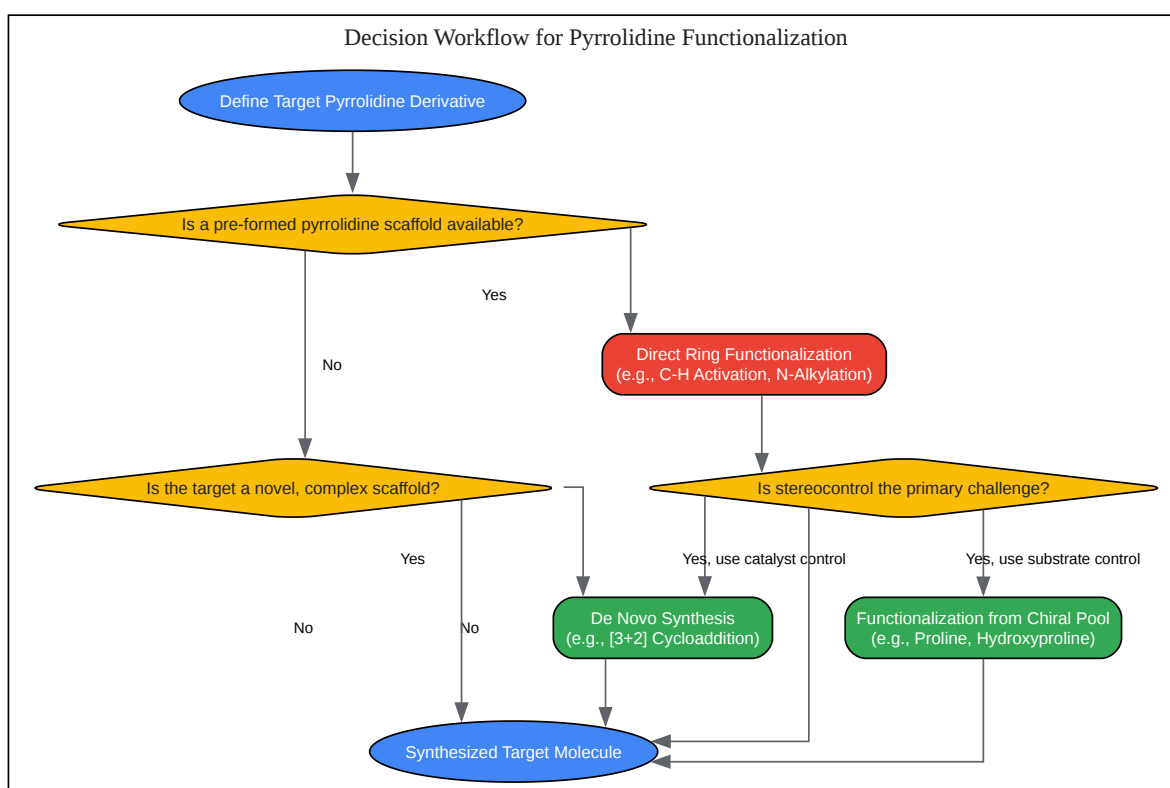 Decision Workflow for Pyrrolidine Functionalization
Define Target Pyrrolidine Derivative
Is a pre-formed pyrrolidine scaffold available?
Yes
Direct Ring Functionalization
(e.g., C-H Activation, N-Alkylation)
No
Is the target a novel, complex scaffold?
Is stereocontrol the primary challenge?
Yes
Yes, use catalyst control
Yes, use substrate control
De Novo Synthesis
(e.g., [3+2] Cycloaddition)
Functionalization from Chiral Pool
(e.g., Proline, Hydroxyproline)
No
No
Synthesized Target Molecule